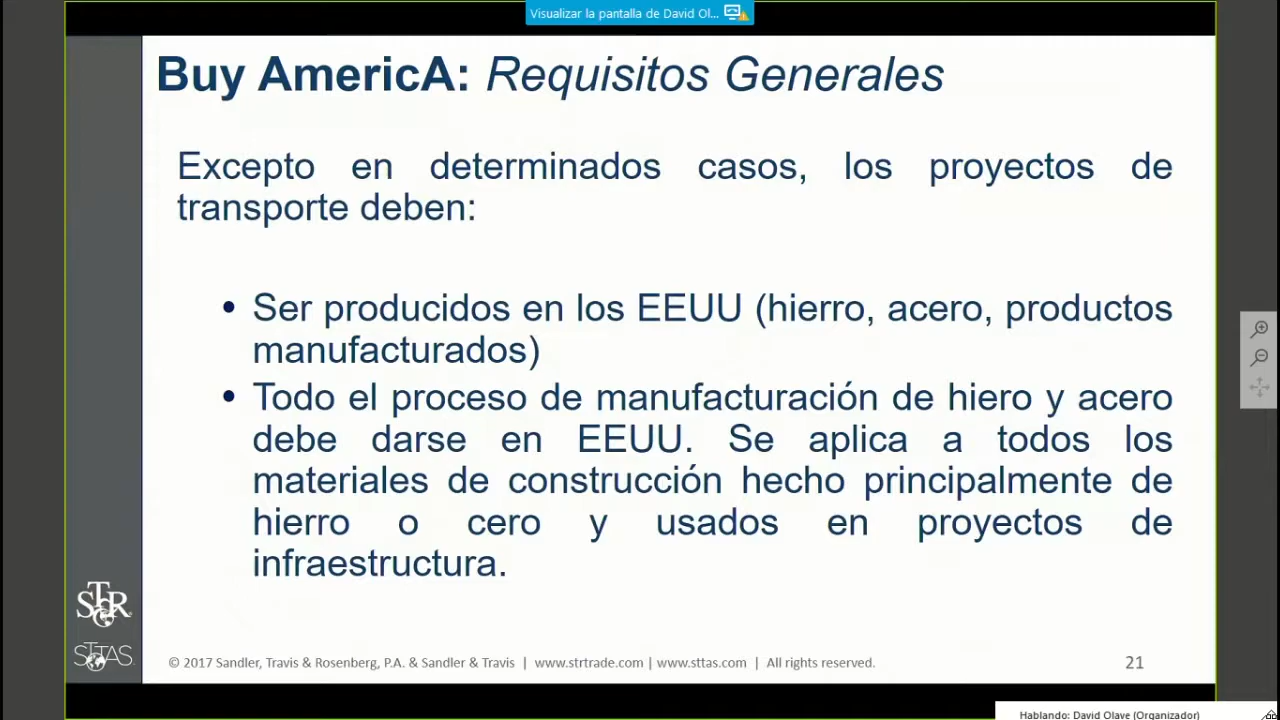 Visualizar la pantalla de David Ol...
Buy AmericA: Requisitos Generales
Excepto en determinados casos, los proyectos de
transporte deben:
• Ser producidos en los EEUU (hierro, acero, productos
manufacturados)
• Todo el proceso de manufacturación de hiero y acero
debe darse en EEUU. Se aplica a todos los
materiales de construcción hecho principalmente de
hierro o cero y usados en proyectos de
infraestructura.
ST&R
STTAS
© 2017 Sandler, Travis & Rosenberg, P.A. & Sandler & Travis | www.strtrade.com | www.sttas.com | All rights reserved.
21
Hablando: David Olave (Organizador)